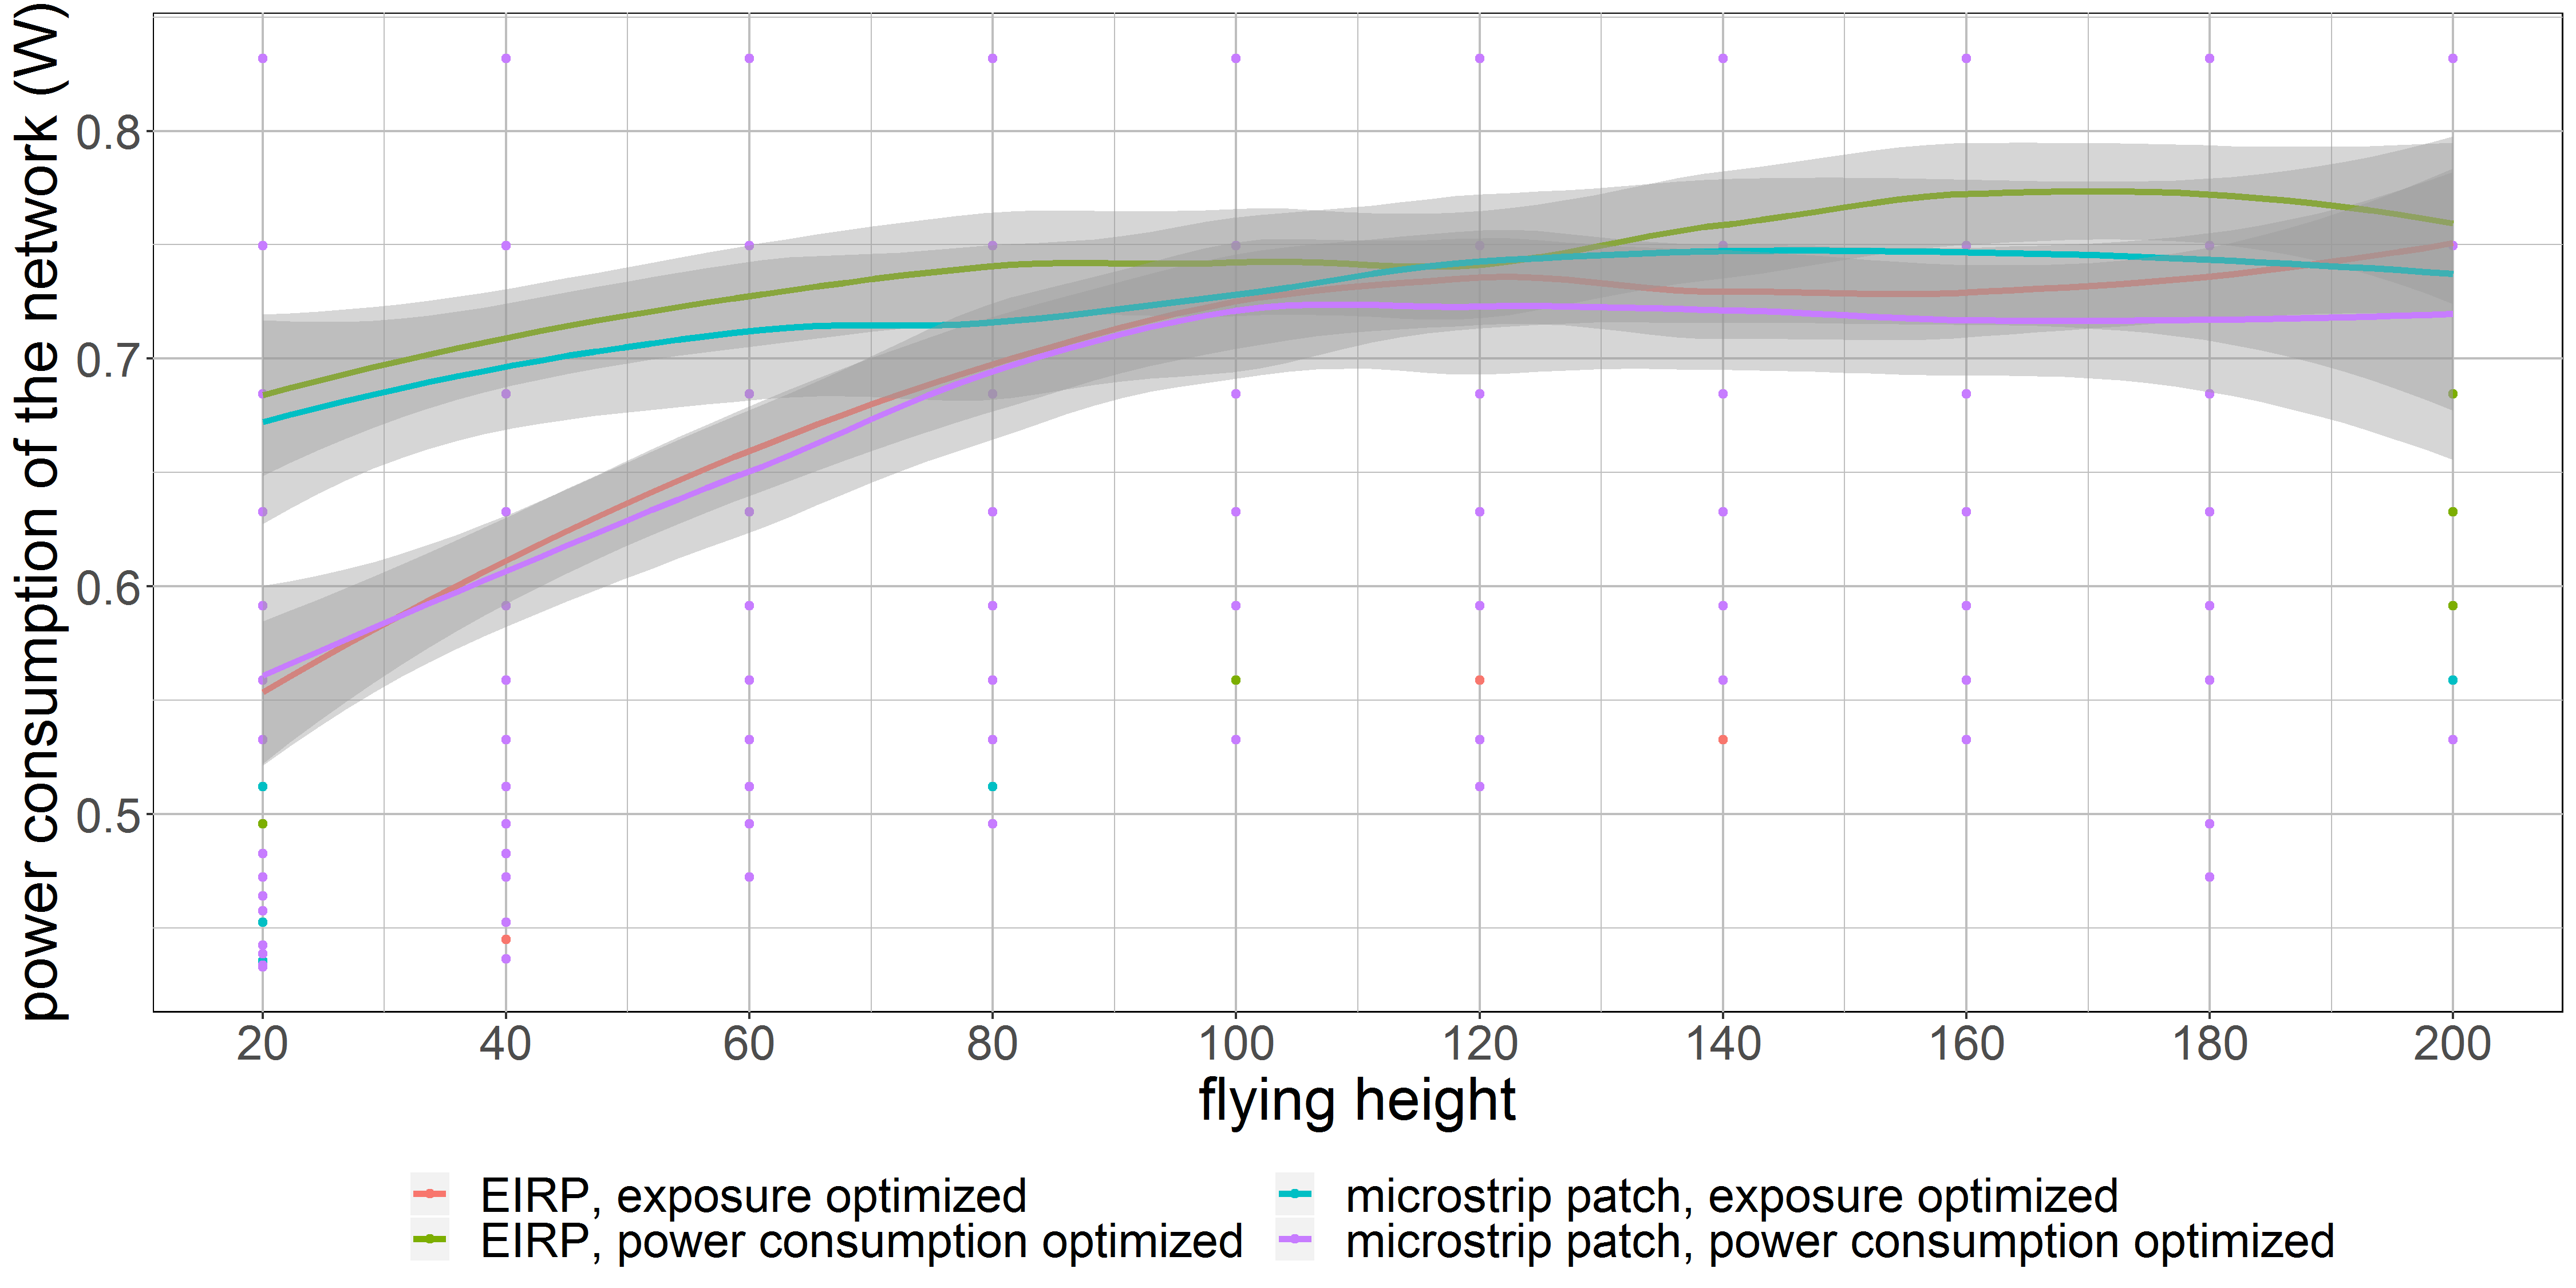 power consumption of the network (W)
0.8
0.7
0.6
0.5
20 40 60 80 100 120 140 160 180 200
flying height
EIRP, exposure optimized
EIRP, power consumption optimized
microstrip patch, exposure optimized
microstrip patch, power consumption optimized